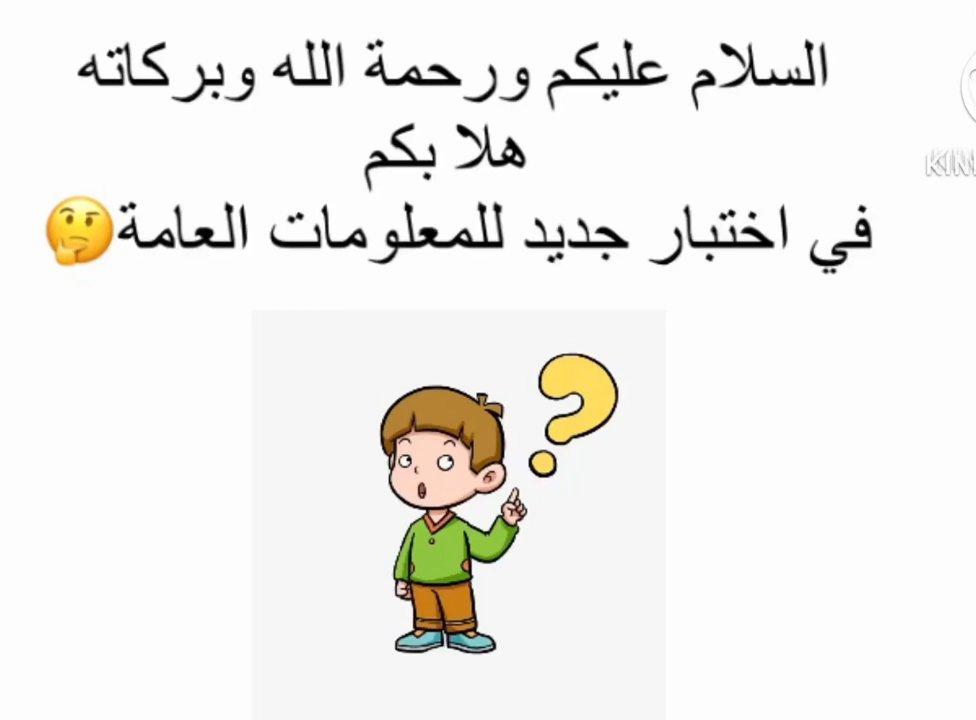 السلام عليكم ورحمة الله وبركاته
هلا بكم
في اختبار جديد للمعلومات العامة🤔